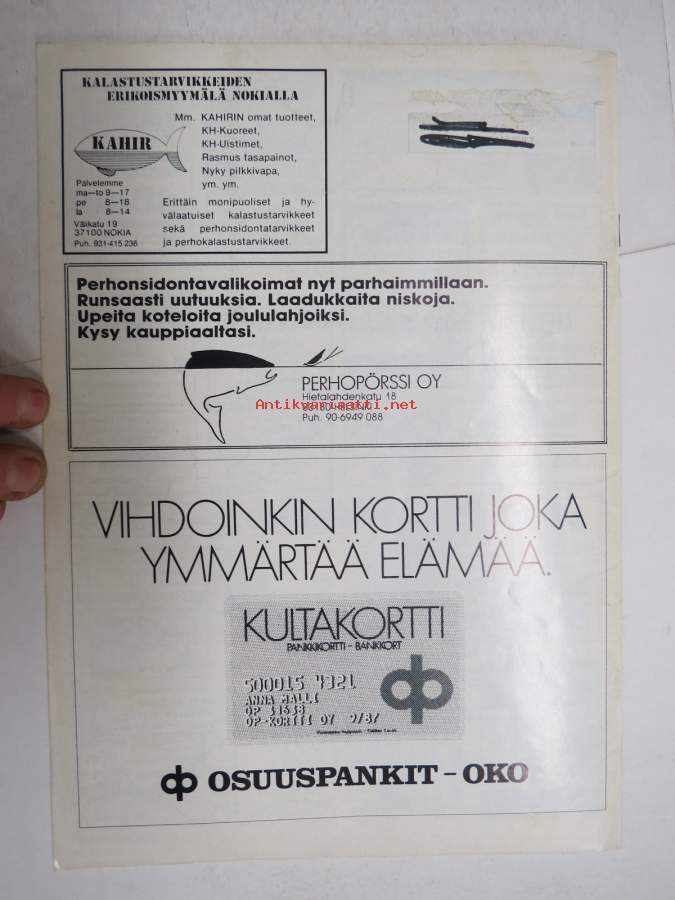 KALASTUSTARVIKKEIDEN
ERIKOISMYYMÄLÄ NOKIALLA
KAHIR
Mm. KAHIRIN omat tuotteet,
KH-Kuoreet,
KH-Uistimet,
Rasmus tasapainot,
Nyky pilkkivapa,
ym. ym.
Palvelemme
ma—to 9—17
pe 8—18
la 8—14
Välikatu 19
37100 NOKIA
Puh. 931-415 236
Erittäin monipuoliset ja hy-
välaatuiset kalastustarvikkeet
sekä perhonsidontatarvikkeet
ja perhokalastustarvikkeet.
Perhonsidontavalikoimat nyt parhaimmillaan.
Runsaasti uutuuksia. Laadukkaita niskoja.
Upeita koteloita joululahjoiksi.
Kysy kauppiaaltasi.
PERHOPÖRSSI OY
Hietalahdenkatu 18
Antikvariaatti.net
Puh. 90-6949 088
VIHDOINKIN KORTTI JOKA
YMMÄRTÄÄ ELÄMÄÄ.
KULTAKORTTI
PANKKIKORTTI - BANKKORT
500015 4321
ANNA MALLI
OP 33638
OP-KORTTI OY 9/87
OSUUSPANKIT - OKO